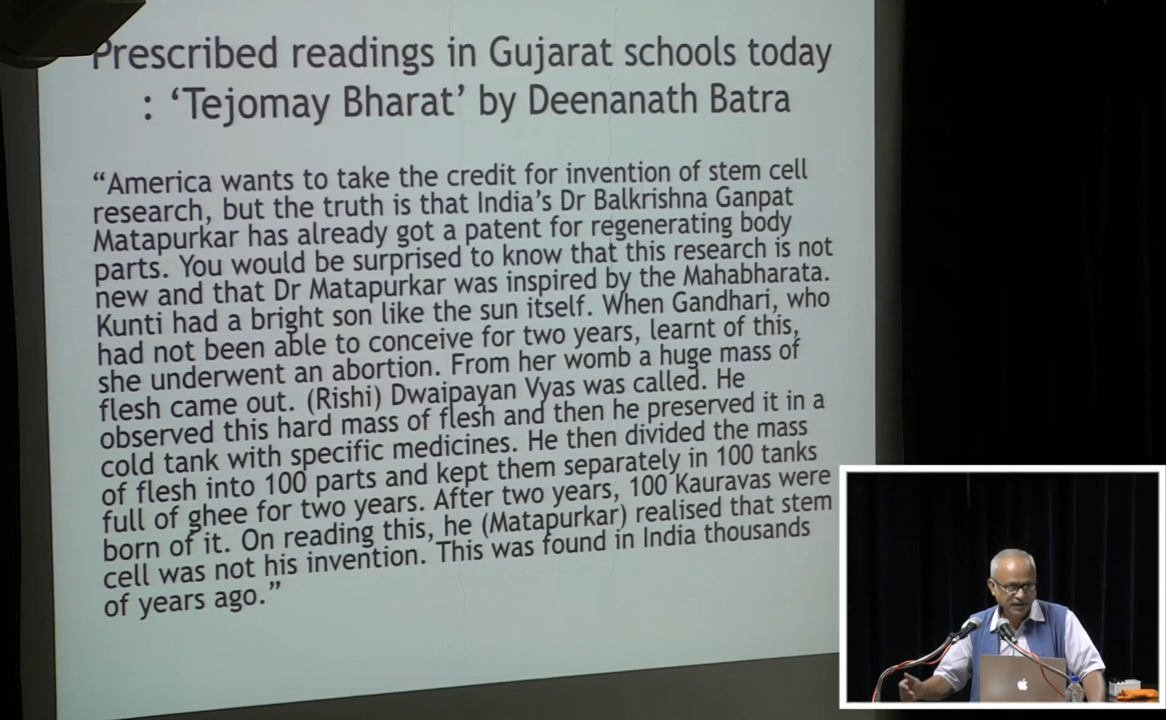 Prescribed readings in Gujarat schools today
: ‘Tejomay Bharat’ by Deenanath Batra
“America wants to take the credit for invention of stem cell
research, but the truth is that India’s Dr Balkrishna Ganpat
Matapurkar has already got a patent for regenerating body
parts. You would be surprised to know that this research is not
new and that Dr Matapurkar was inspired by the Mahabharata.
Kunti had a bright son like the sun itself. When Gandhari, who
had not been able to conceive for two years, learnt of this,
she underwent an abortion. From her womb a huge mass of
flesh came out. (Rishi) Dwaipayan Vyas was called. He
observed this hard mass of flesh and then he preserved it in a
cold tank with specific medicines. He then divided the mass
of flesh into 100 parts and kept them separately in 100 tanks
full of ghee for two years. After two years, 100 Kauravas were
born of it. On reading this, he (Matapurkar) realised that stem
cell was not his invention. This was found in India thousands
of years ago.”